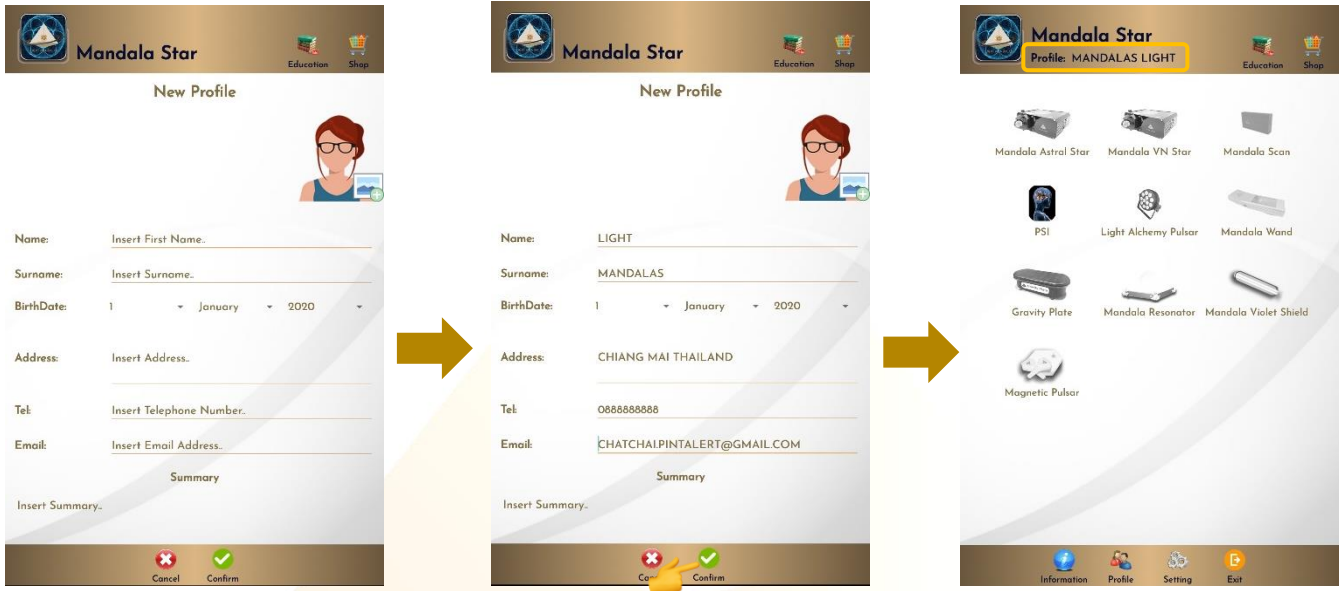 Mandala Star
Education Shop
New Profile
Name: Insert First Name..
Surname: Insert Surname..
BirthDate: 1 January 2020
Address: Insert Address..
Tel: Insert Telephone Number..
Email: Insert Email Address..
Summary
Insert Summary..
Cancel Confirm
Mandala Star
Education Shop
New Profile
Name: LIGHT
Surname: MANDALAS
BirthDate: 1 January 2020
Address: CHIANG MAI THAILAND
Tel: 0888888888
Email: CHATCHAI.PINTALERT@GMAIL.COM
Summary
Insert Summary..
Confirm
Mandala Star
Profile: MANDALAS LIGHT
Education Shop
Mandala Astral Star Mandala VN Star Mandala Scan
PSI Light Alchemy Pulsar Mandala Wand
Gravity Plate Mandala Resonator Mandala Violet Shield
Magnetic Pulsar
Information Profile Setting Exit